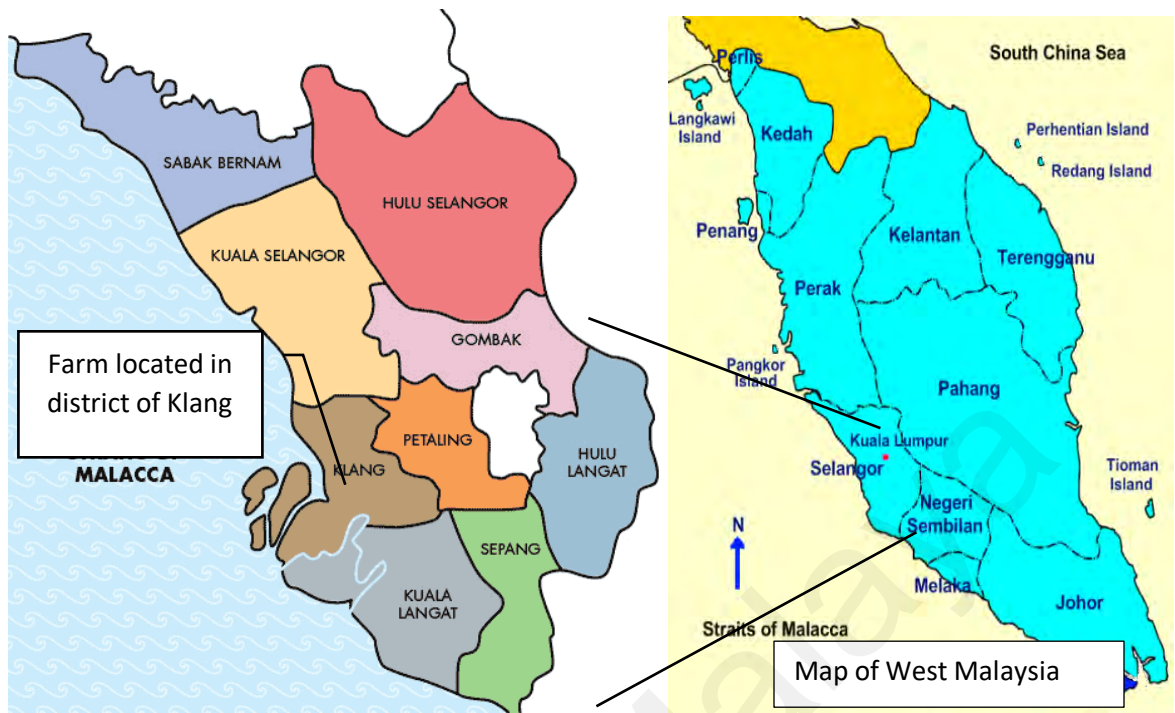 SABAK BERNAM
HULU SELANGOR
KUALA SELANGOR
GOMBAK
Farm located in
district of Klang
PETALING
HULU
LANGAT
KLANG
MALACCA
SEPANG
KUALA
LANGAT
South China Sea
Perlis
Langkawi
Island
Kedah
Perhentian Island
Redang Island
Penang
Kelantan
Terengganu
Perak
Pangkor
Island
Pahang
Kuala Lumpur
Selangor
Tioman
Island
Negeri
Sembilan
N
Melaka
Johor
Straits of Malacca
Map of West Malaysia